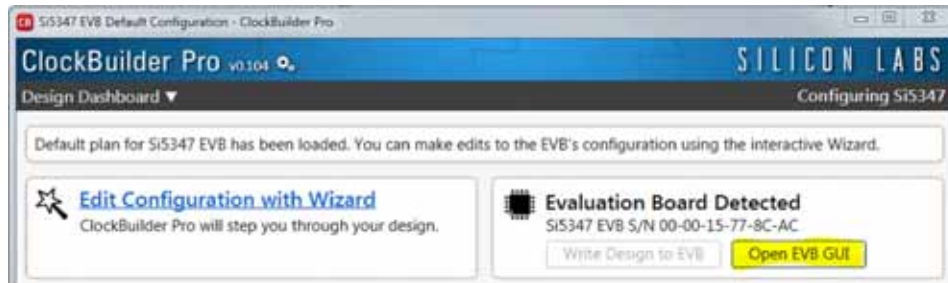 Si5347 EVB Default Configuration - ClockBuilder Pro
ClockBuilder Pro v0.104
SILICON LABS
Design Dashboard ▼
Configuring Si5347
Default plan for Si5347 EVB has been loaded. You can make edits to the EVB's configuration using the interactive Wizard.
Edit Configuration with Wizard
ClockBuilder Pro will step you through your design.
Evaluation Board Detected
Si5347 EVB S/N 00-00-15-77-8C-AC
Write Design to EVB
Open EVB GUI